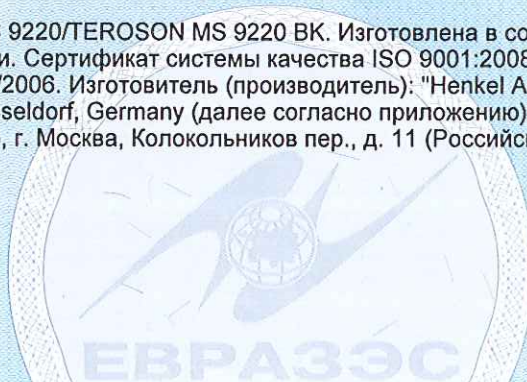 9220/TEROSON MS 9220 BK. Изготовлена в со
и. Сертификат системы качества ISO 9001:2008
/2006. Изготовитель (производитель): "Henkel A
seldorf, Germany (далее согласно приложению)
, г. Москва, Колокольников пер., д. 11 (Российс
ЕВРАЗЭС